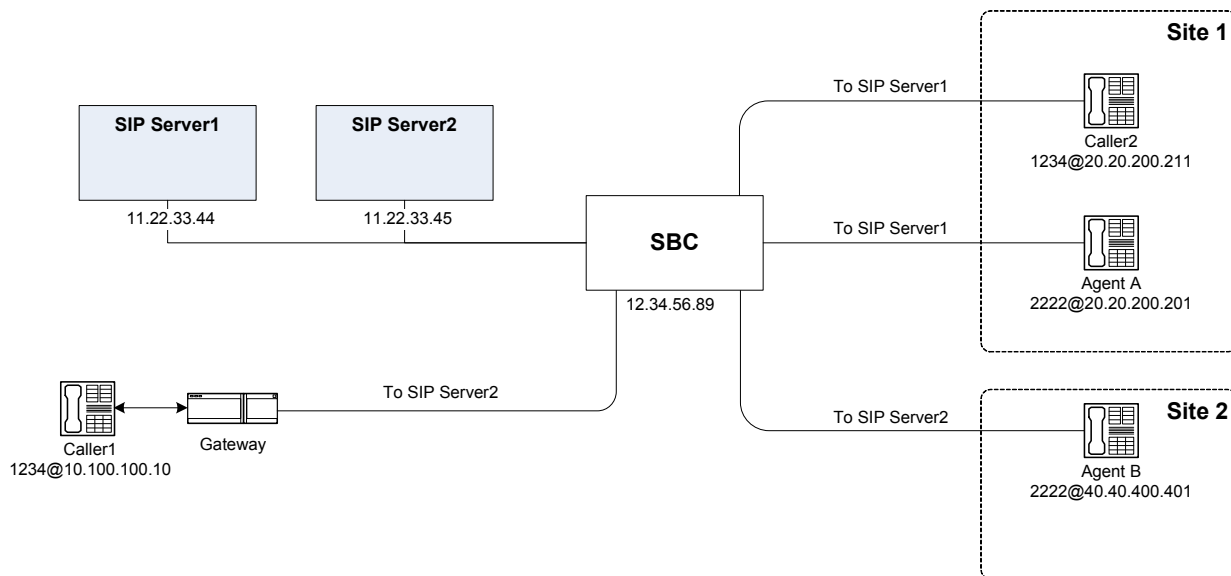 Site 1
To SIP Server1
SIP Server1
SIP Server2
Caller2
1234@20.20.200.211
11.22.33.44
11.22.33.45
SBC
To SIP Server1
Agent A
2222@20.20.200.201
12.34.56.89
To SIP Server2
Caller1
1234@10.100.100.10
Gateway
To SIP Server2
Site 2
Agent B
2222@40.40.400.401